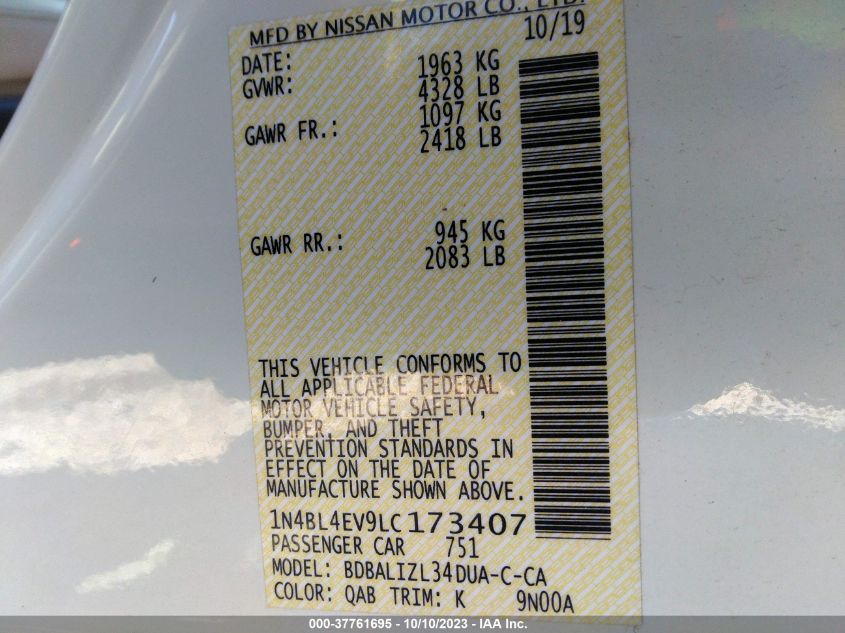 MFD BY NISSAN MOTOR CO., LTD.
DATE: 10/19
GVWR: 1963 KG
4328 LB
GAWR FR.: 1097 KG
2418 LB
GAWR RR.: 945 KG
2083 LB
THIS VEHICLE CONFORMS TO
ALL APPLICABLE FEDERAL
MOTOR VEHICLE SAFETY,
BUMPER, AND THEFT
PREVENTION STANDARDS IN
EFFECT ON THE DATE OF
MANUFACTURE SHOWN ABOVE.
1N4BL4EV9LC173407
PASSENGER CAR 751
MODEL: BDBALIZL34DUA-C-CA
COLOR: QAB TRIM: K 9N00A
000-37761695 - 10/10/2023 - IAA Inc.